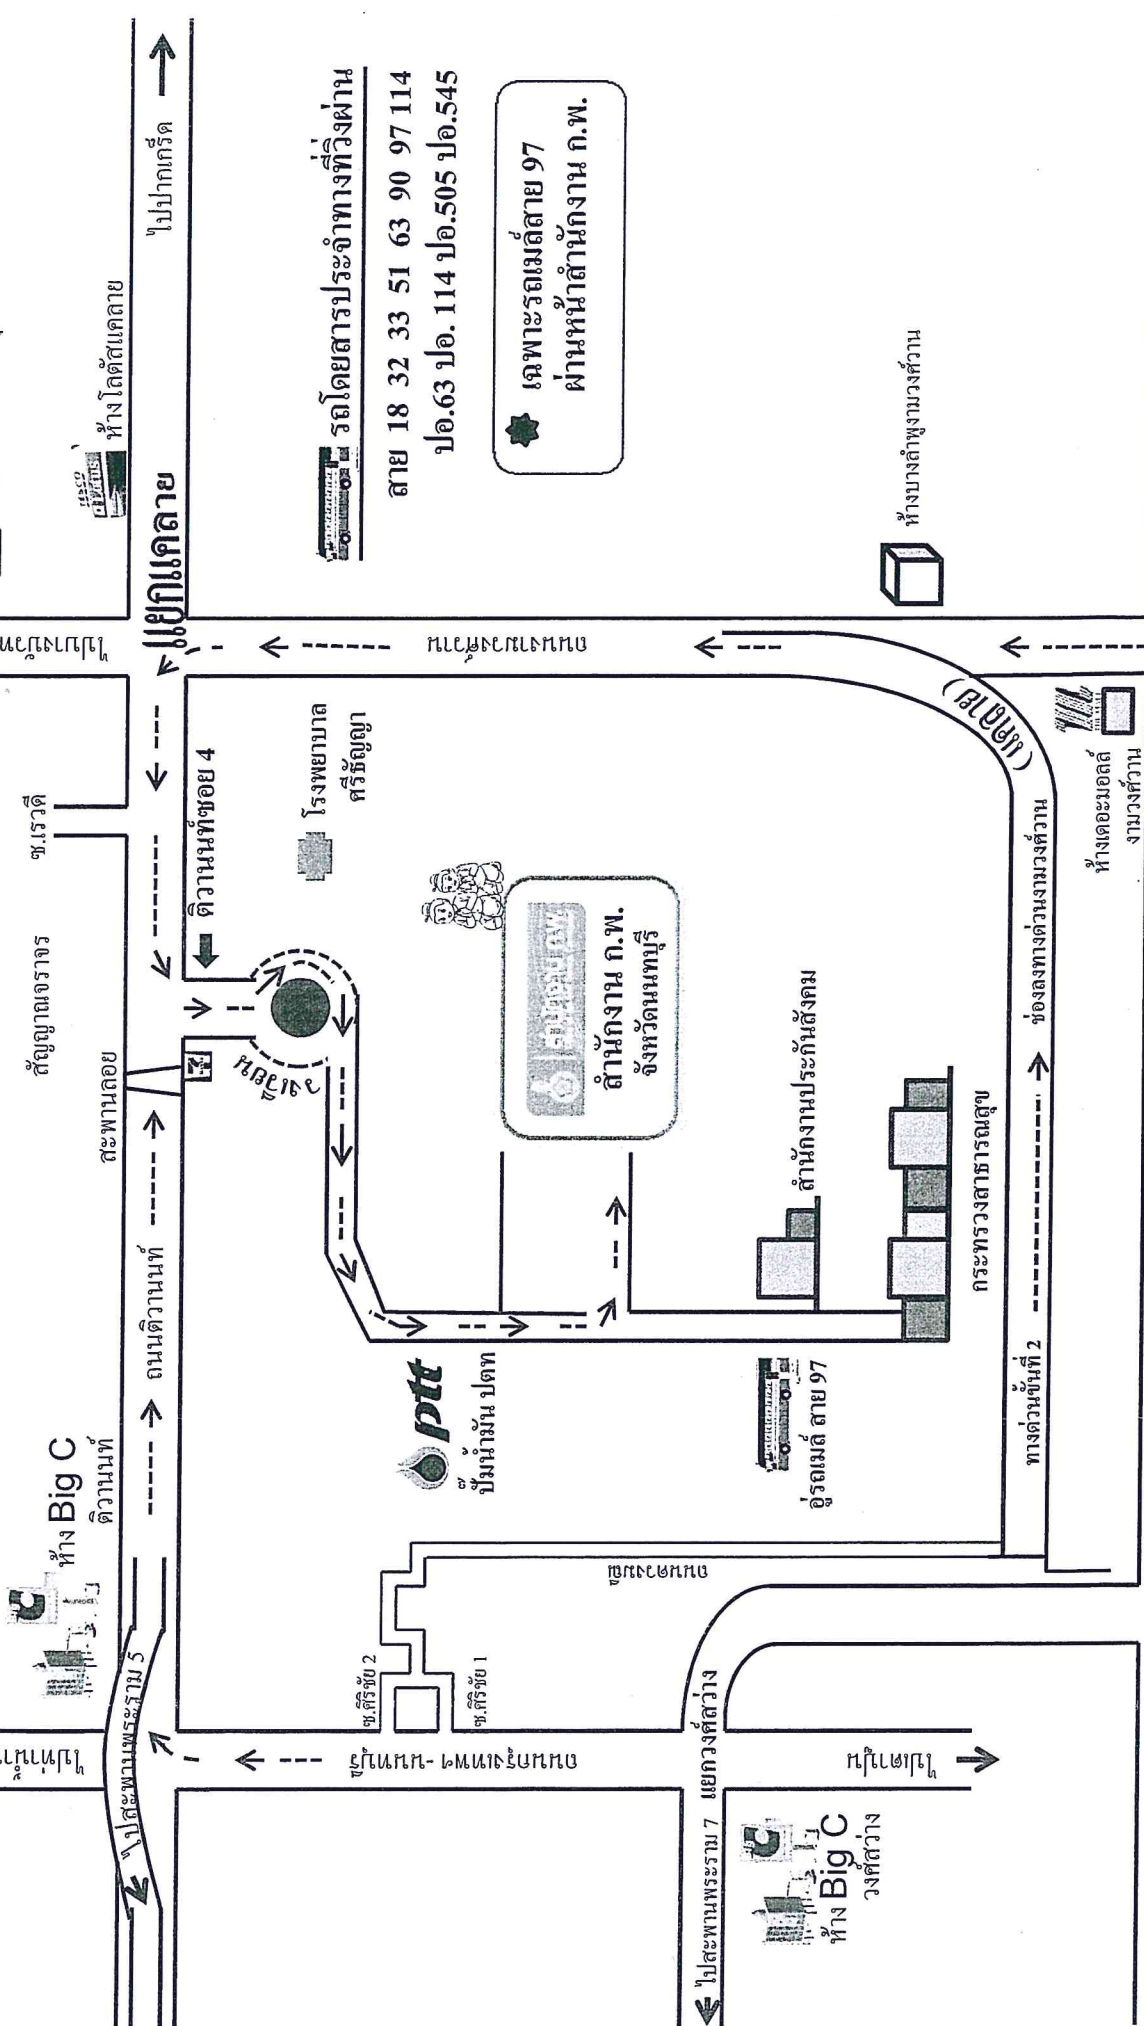 ไปปากเกร็ด
ห้างโลตัสแคลาย
แยกแคลาย
รถโดยสารประจำทางที่วิ่งผ่าน
สาย 18 32 33 51 63 90 97 114
ปอ.63 ปอ. 114 ปอ.505 ปอ.545
เฉพาะรถเมล์สาย 97
ผ่านหน้าสำนักงาน ก.พ.
ห้างบางลำพูงามวงศ์วาน
ถนนงามวงศ์วาน
(แคลาย)
ห้างเดอะมอลล์
งามวงศ์วาน
ซ.เรวดี
สัญญาณจราจร
สะพานลอย
ติวานนท์ซอย 4
โรงพยาบาล
ศรีธัญญา
7
วงเวียน
สำนักงาน ก.พ.
สำนักงาน ก.พ.
จังหวัดนนทบุรี
สำนักงานประกันสังคม
กระทรวงสาธารณสุข
ช่องลงทางด่วนงามวงศ์วาน
ทางด่วนขั้นที่ 2
ถนนติวานนท์
ห้าง Big C
ติวานนท์
ptt
ปั๊มน้ำมัน ปตท
อู่รถเมล์ สาย 97
ถนนดวงมณี
ซ.ศิริชัย 2
ซ.ศิริชัย 1
ไปสะพานพระราม 5
ถนนกรุงเทพฯ-นนทบุรี
แยกวงศ์สว่าง
ไปเตาปูน
ไปสะพานพระราม 7
ห้าง Big C
วงศ์สว่าง